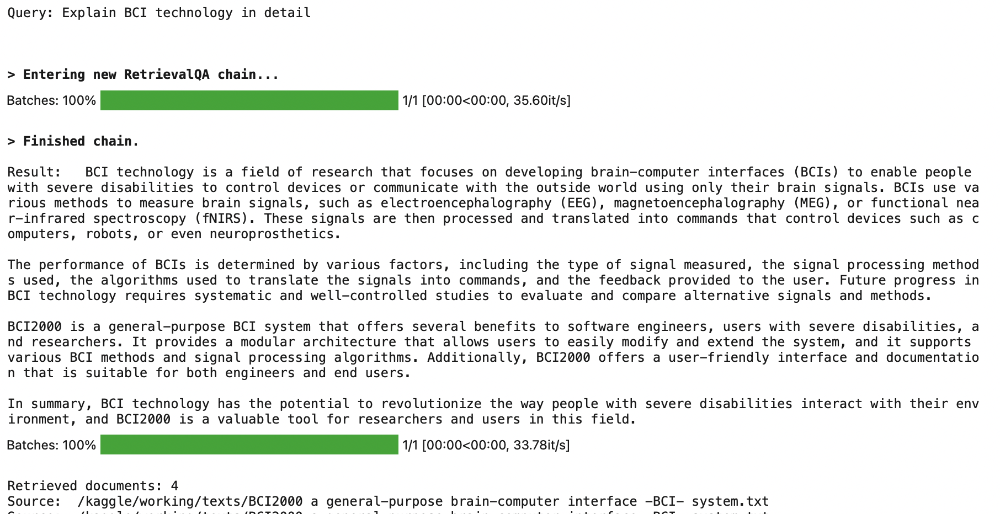 Query: Explain BCI technology in detail
> Entering new RetrievalQA chain...
Batches: 100% 1/1 [00:00<00:00, 35.60it/s]
> Finished chain.
Result:   BCI technology is a field of research that focuses on developing brain-computer interfaces (BCIs) to enable people
with severe disabilities to control devices or communicate with the outside world using only their brain signals. BCIs use va
rious methods to measure brain signals, such as electroencephalography (EEG), magnetoencephalography (MEG), or functional nea
r-infrared spectroscopy (fNIRS). These signals are then processed and translated into commands that control devices such as c
omputers, robots, or even neuroprosthetics.
The performance of BCIs is determined by various factors, including the type of signal measured, the signal processing method
s used, the algorithms used to translate the signals into commands, and the feedback provided to the user. Future progress in
BCI technology requires systematic and well-controlled studies to evaluate and compare alternative signals and methods.
BCI2000 is a general-purpose BCI system that offers several benefits to software engineers, users with severe disabilities, a
nd researchers. It provides a modular architecture that allows users to easily modify and extend the system, and it supports
various BCI methods and signal processing algorithms. Additionally, BCI2000 offers a user-friendly interface and documentatio
n that is suitable for both engineers and end users.
In summary, BCI technology has the potential to revolutionize the way people with severe disabilities interact with their env
ironment, and BCI2000 is a valuable tool for researchers and users in this field.
Batches: 100% 1/1 [00:00<00:00, 33.78it/s]
Retrieved documents: 4
Source:  /kaggle/working/texts/BCI2000 a general-purpose brain-computer interface -BCI- system.txt